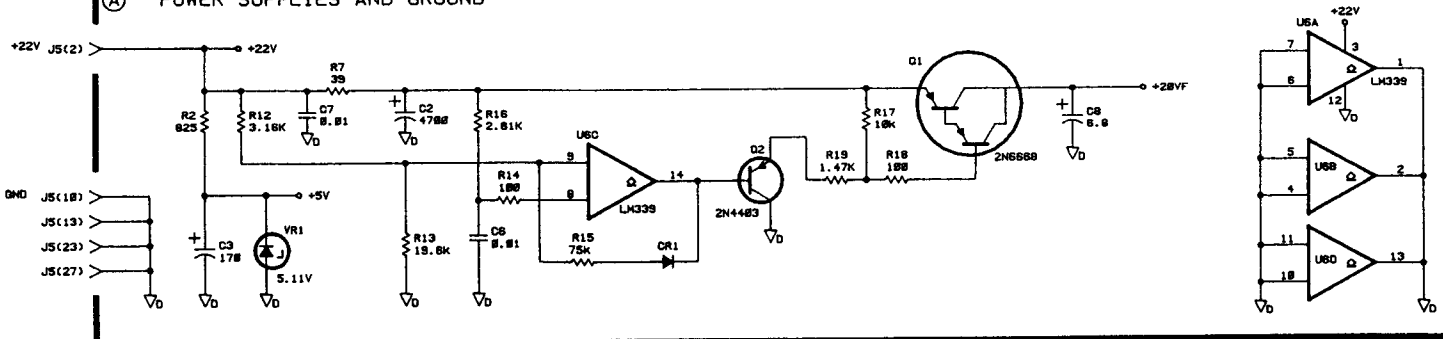 A POWER SUPPLIES AND GROUND
+22V J5(2)
+22V
R7
39
R2
825
R12
3.16K
C7
0.01
+
C2
4700
R16
2.61K
U6C
9
8
14
LM339
R14
100
C6
0.01
R13
19.6K
R15
75K
CR1
Q2
2N4403
R19
1.47K
R18
100
R17
10K
Q1
2N6668
+20VF
+
C8
6.8
GND J5(10)
J5(13)
J5(23)
J5(27)
+5V
+
C3
170
VR1
5.11V
D
D
D
D
D
D
D
D
D
U6A
+22V
7
6
3
1
LM339
12
D
5
4
U6B
2
11
10
U6D
13
D
D